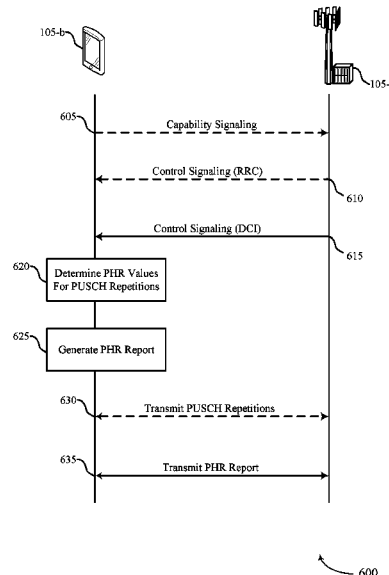 105-b
105-
605
Capability Signaling
Control Signaling (RRC)
610
Control Signaling (DCI)
615
620
Determine PHR Values
For PUSCH Repetitions
625
Generate PHR Report
630
Transmit PUSCH Repetitions
635
Transmit PHR Report
600